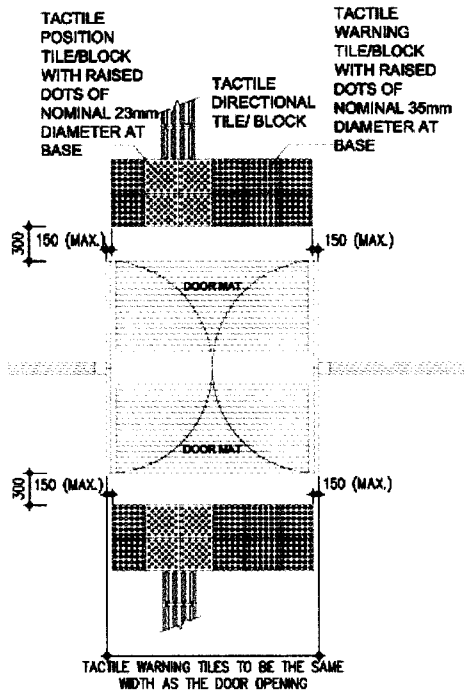 TACTILE
POSITION
TILE/BLOCK
WITH RAISED
DOTS OF
NOMINAL 23mm
DIAMETER AT
BASE
TACTILE
DIRECTIONAL
TILE/ BLOCK
TACTILE
WARNING
TILE/BLOCK
WITH RAISED
DOTS OF
NOMINAL 35mm
DIAMETER AT
BASE
300
150 (MAX.)
150 (MAX.)
DOOR MAT
DOOR MAT
300
150 (MAX.)
150 (MAX.)
TACTILE WARNING TILES TO BE THE SAME
WIDTH AS THE DOOR OPENING